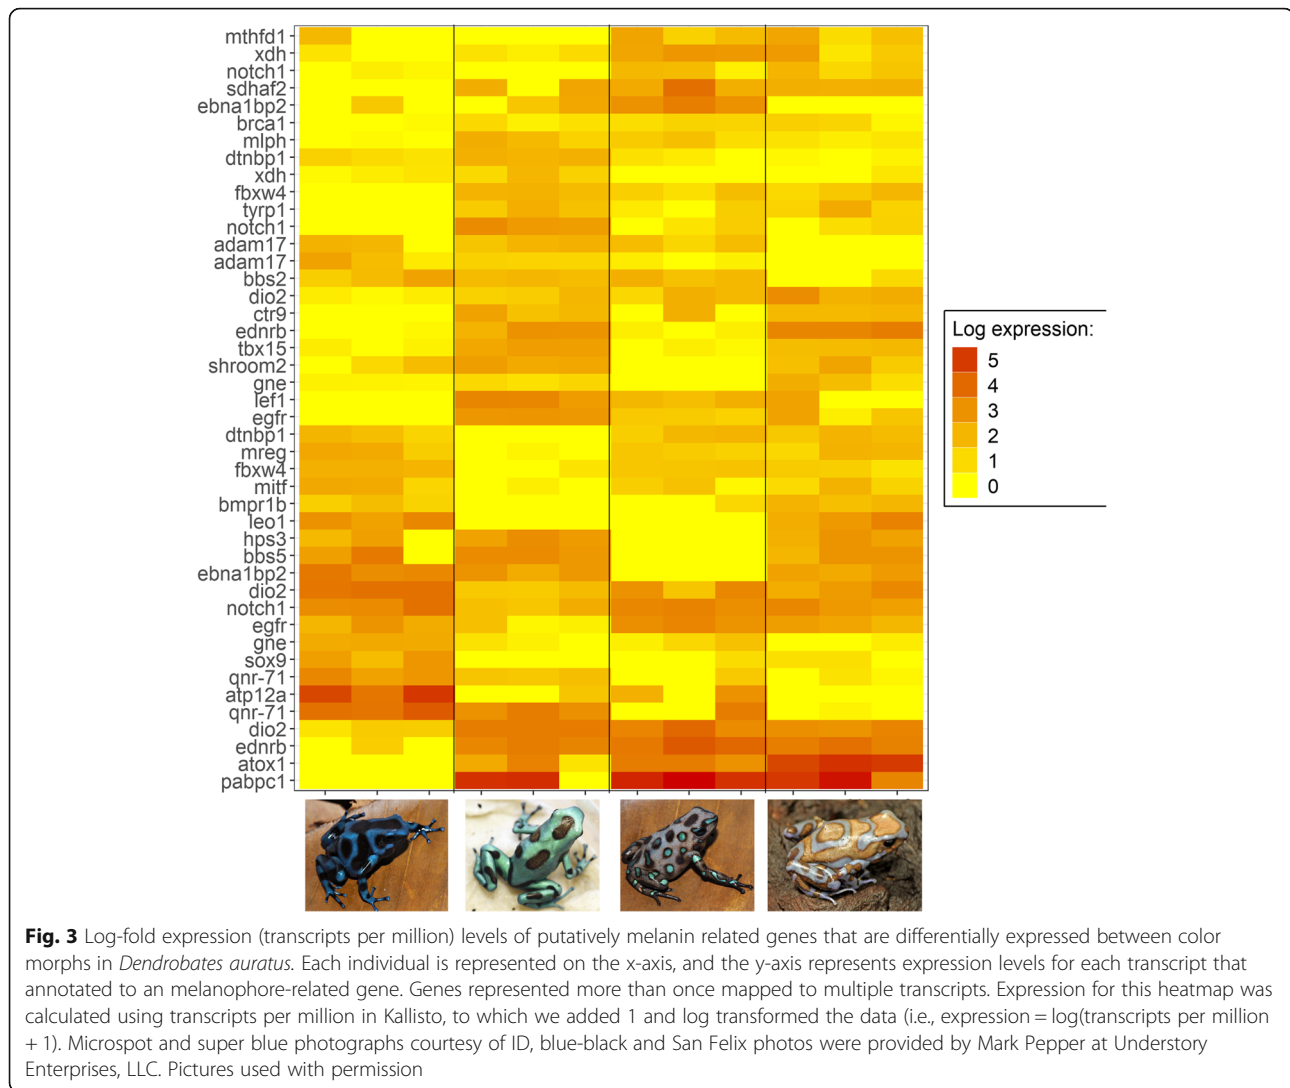 mthfd1
xdh
notch1
sdhaf2
ebna1bp2
brca1
mlph
dtnbp1
xdh
fbxw4
tyrp1
notch1
adam17
adam17
bbs2
dio2
ctr9
ednrb
tbx15
shroom2
gne
lef1
egfr
dtnbp1
mreg
fbxw4
mitf
bmpr1b
leo1
hps3
bbs5
ebna1bp2
dio2
notch1
egfr
gne
sox9
qnr-71
atp12a
qnr-71
dio2
ednrb
atox1
pabpc1
Log expression:
5
4
3
2
1
0
Fig. 3 Log-fold expression (transcripts per million) levels of putatively melanin related genes that are differentially expressed between color
morphs in Dendrobates auratus. Each individual is represented on the x-axis, and the y-axis represents expression levels for each transcript that
annotated to an melanophore-related gene. Genes represented more than once mapped to multiple transcripts. Expression for this heatmap was
calculated using transcripts per million in Kallisto, to which we added 1 and log transformed the data (i.e., expression = log(transcripts per million
+ 1). Microspot and super blue photographs courtesy of ID, blue-black and San Felix photos were provided by Mark Pepper at Understory
Enterprises, LLC. Pictures used with permission